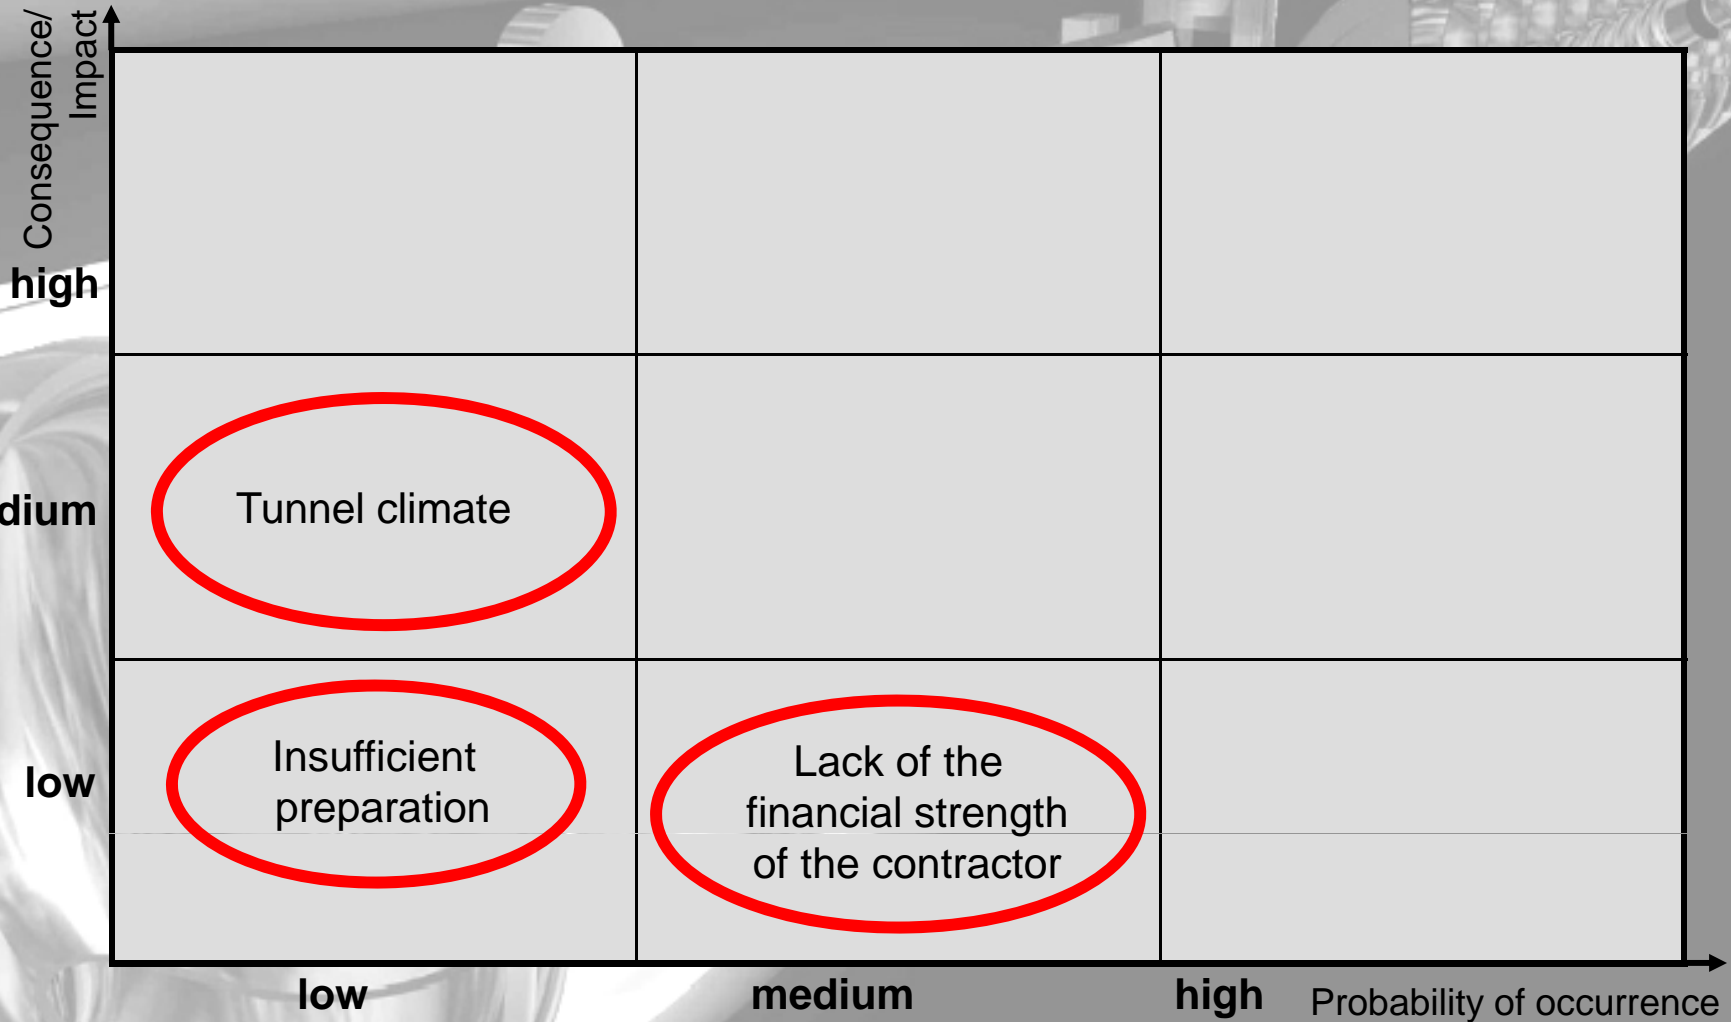 Consequence/
Impact
high
Tunnel climate
dium
Insufficient
preparation
Lack of the
financial strength
of the contractor
low
low
medium
high
Probability of occurrence